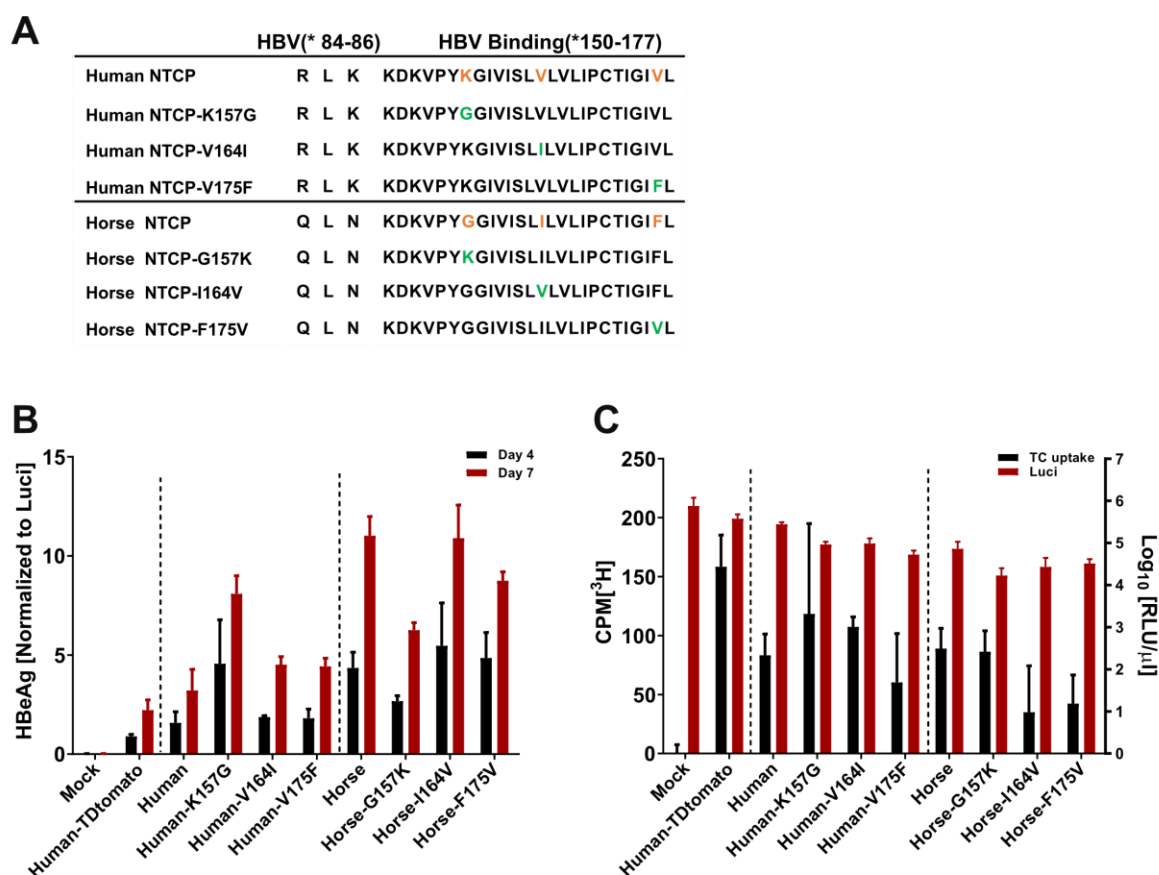 A
HBV(* 84-86) HBV Binding(*150-177)
Human NTCP R L K KDKVPYKGIVISLVLVLIPCTIGIVL
Human NTCP-K157G R L K KDKVPYGGIVISLVLVLIPCTIGIVL
Human NTCP-V164I R L K KDKVPYKGIVISLILVLIPCTIGIVL
Human NTCP-V175F R L K KDKVPYKGIVISLVLVLIPCTIGIFL
Horse NTCP Q L N KDKVPYGGIVISLILVLIPCTIGIFL
Horse NTCP-G157K Q L N KDKVPYKGIVISLILVLIPCTIGIFL
Horse NTCP-I164V Q L N KDKVPYGGIVISLVLVLIPCTIGIFL
Horse NTCP-F175V Q L N KDKVPYGGIVISLILVLIPCTIGIVL
B
HBeAg [Normalized to Luci]
15
10
5
0
Day 4
Day 7
Mock
Human-TDtomato
Human
Human-K157G
Human-V164I
Human-V175F
Horse
Horse-G157K
Horse-I164V
Horse-F175V
C
CPM[³H]
250
200
150
100
50
0
TC uptake
Luci
7
6
5
4
3
2
1
0
Log₁₀ [RLU/µl]
Mock
Human-TDtomato
Human
Human-K157G
Human-V164I
Human-V175F
Horse
Horse-G157K
Horse-I164V
Horse-F175V